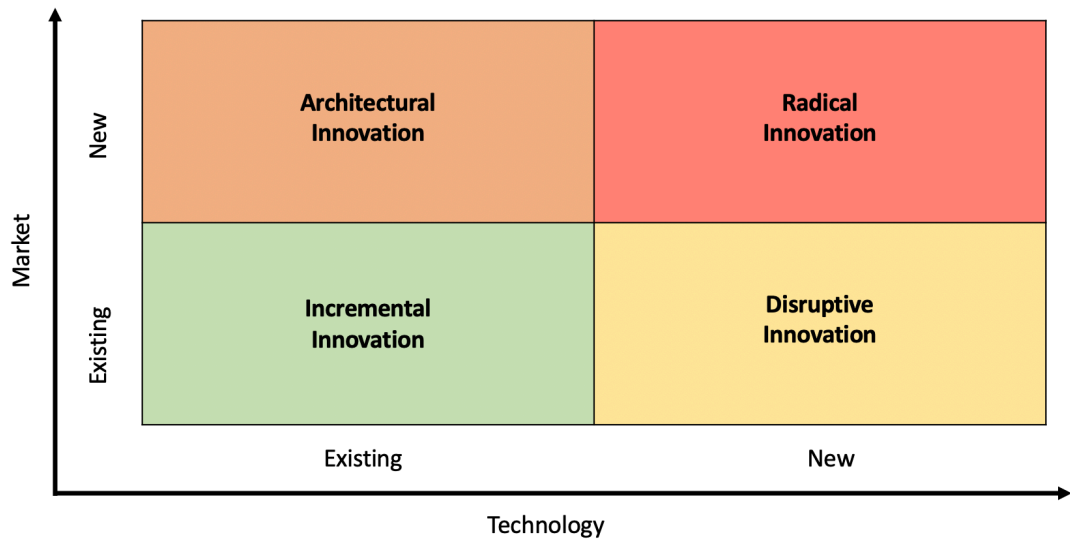 Architectural
Innovation
Radical
Innovation
New
Market
Incremental
Innovation
Disruptive
Innovation
Existing
Existing
New
Technology